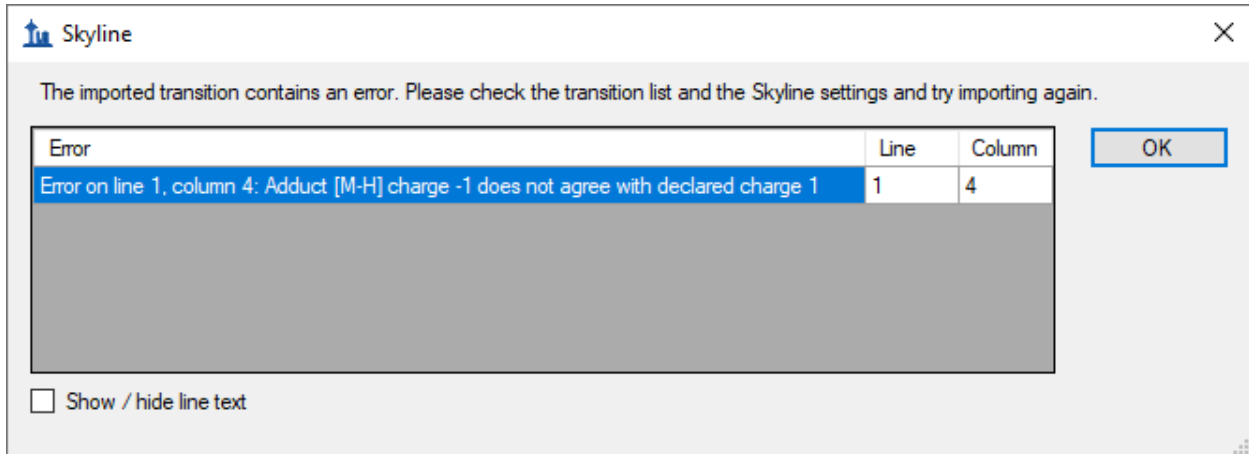 Skyline
The imported transition contains an error. Please check the transition list and the Skyline settings and try importing again.
Error Line Column
Error on line 1, column 4: Adduct [M-H] charge -1 does not agree with declared charge 1 1 4
OK
Show / hide line text